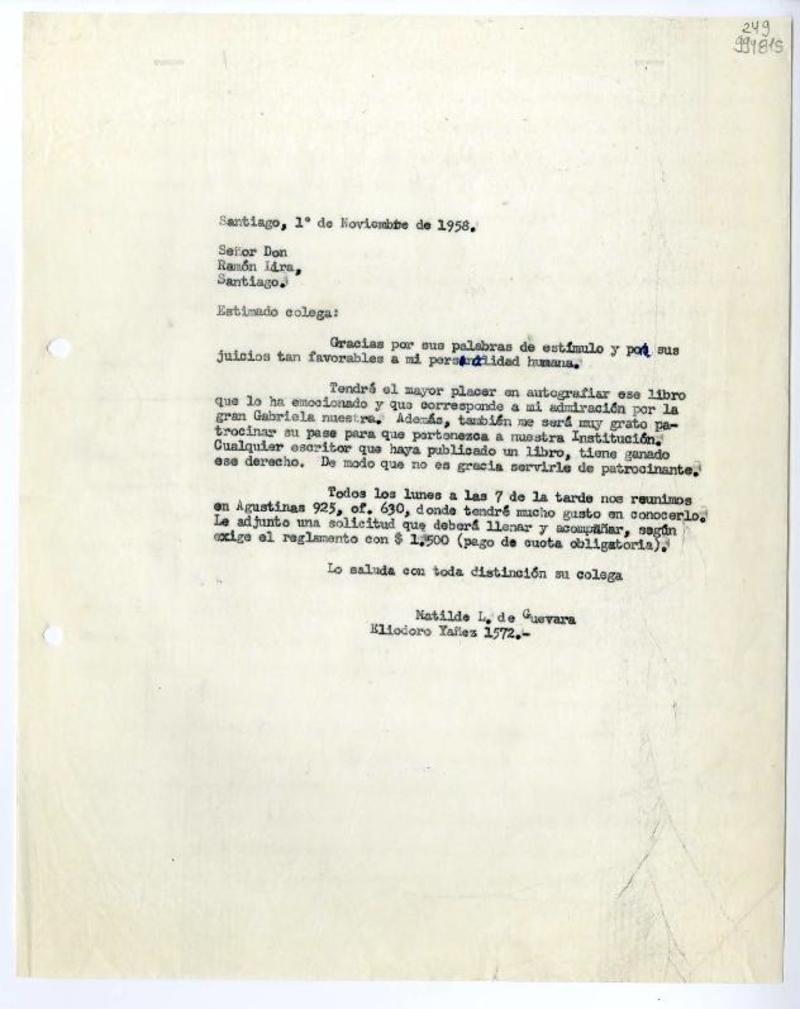 249
994815
Santiago, 1° de Noviembre de 1958.
Señor Don
Ramón Lira,
Santiago.
Estimado colega:
Gracias por sus palabras de estímulo y por sus
juicios tan favorables a mi personalidad humana.
Tendré el mayor placer en autografiar ese libro
que lo ha emocionado y que corresponde a mi admiración por la
gran Gabriela nuestra. Además, también me será muy grato pa-
trocinar su pase para que pertenezca a nuestra Institución.
Cualquier escritor que haya publicado un libro, tiene ganado
ese derecho. De modo que no es gracia servirle de patrocinante.
Todos los lunes a las 7 de la tarde nos reunimos
en Agustinas 925, of. 630, donde tendré mucho gusto en conocerlo.
Le adjunto una solicitud que deberá llenar y acompañar, según
exige el reglamento con $ 1.500 (pago de cuota obligatoria).
Lo saluda con toda distinción su colega
Matilde L. de Guevara
Eliodoro Yañez 1572.-